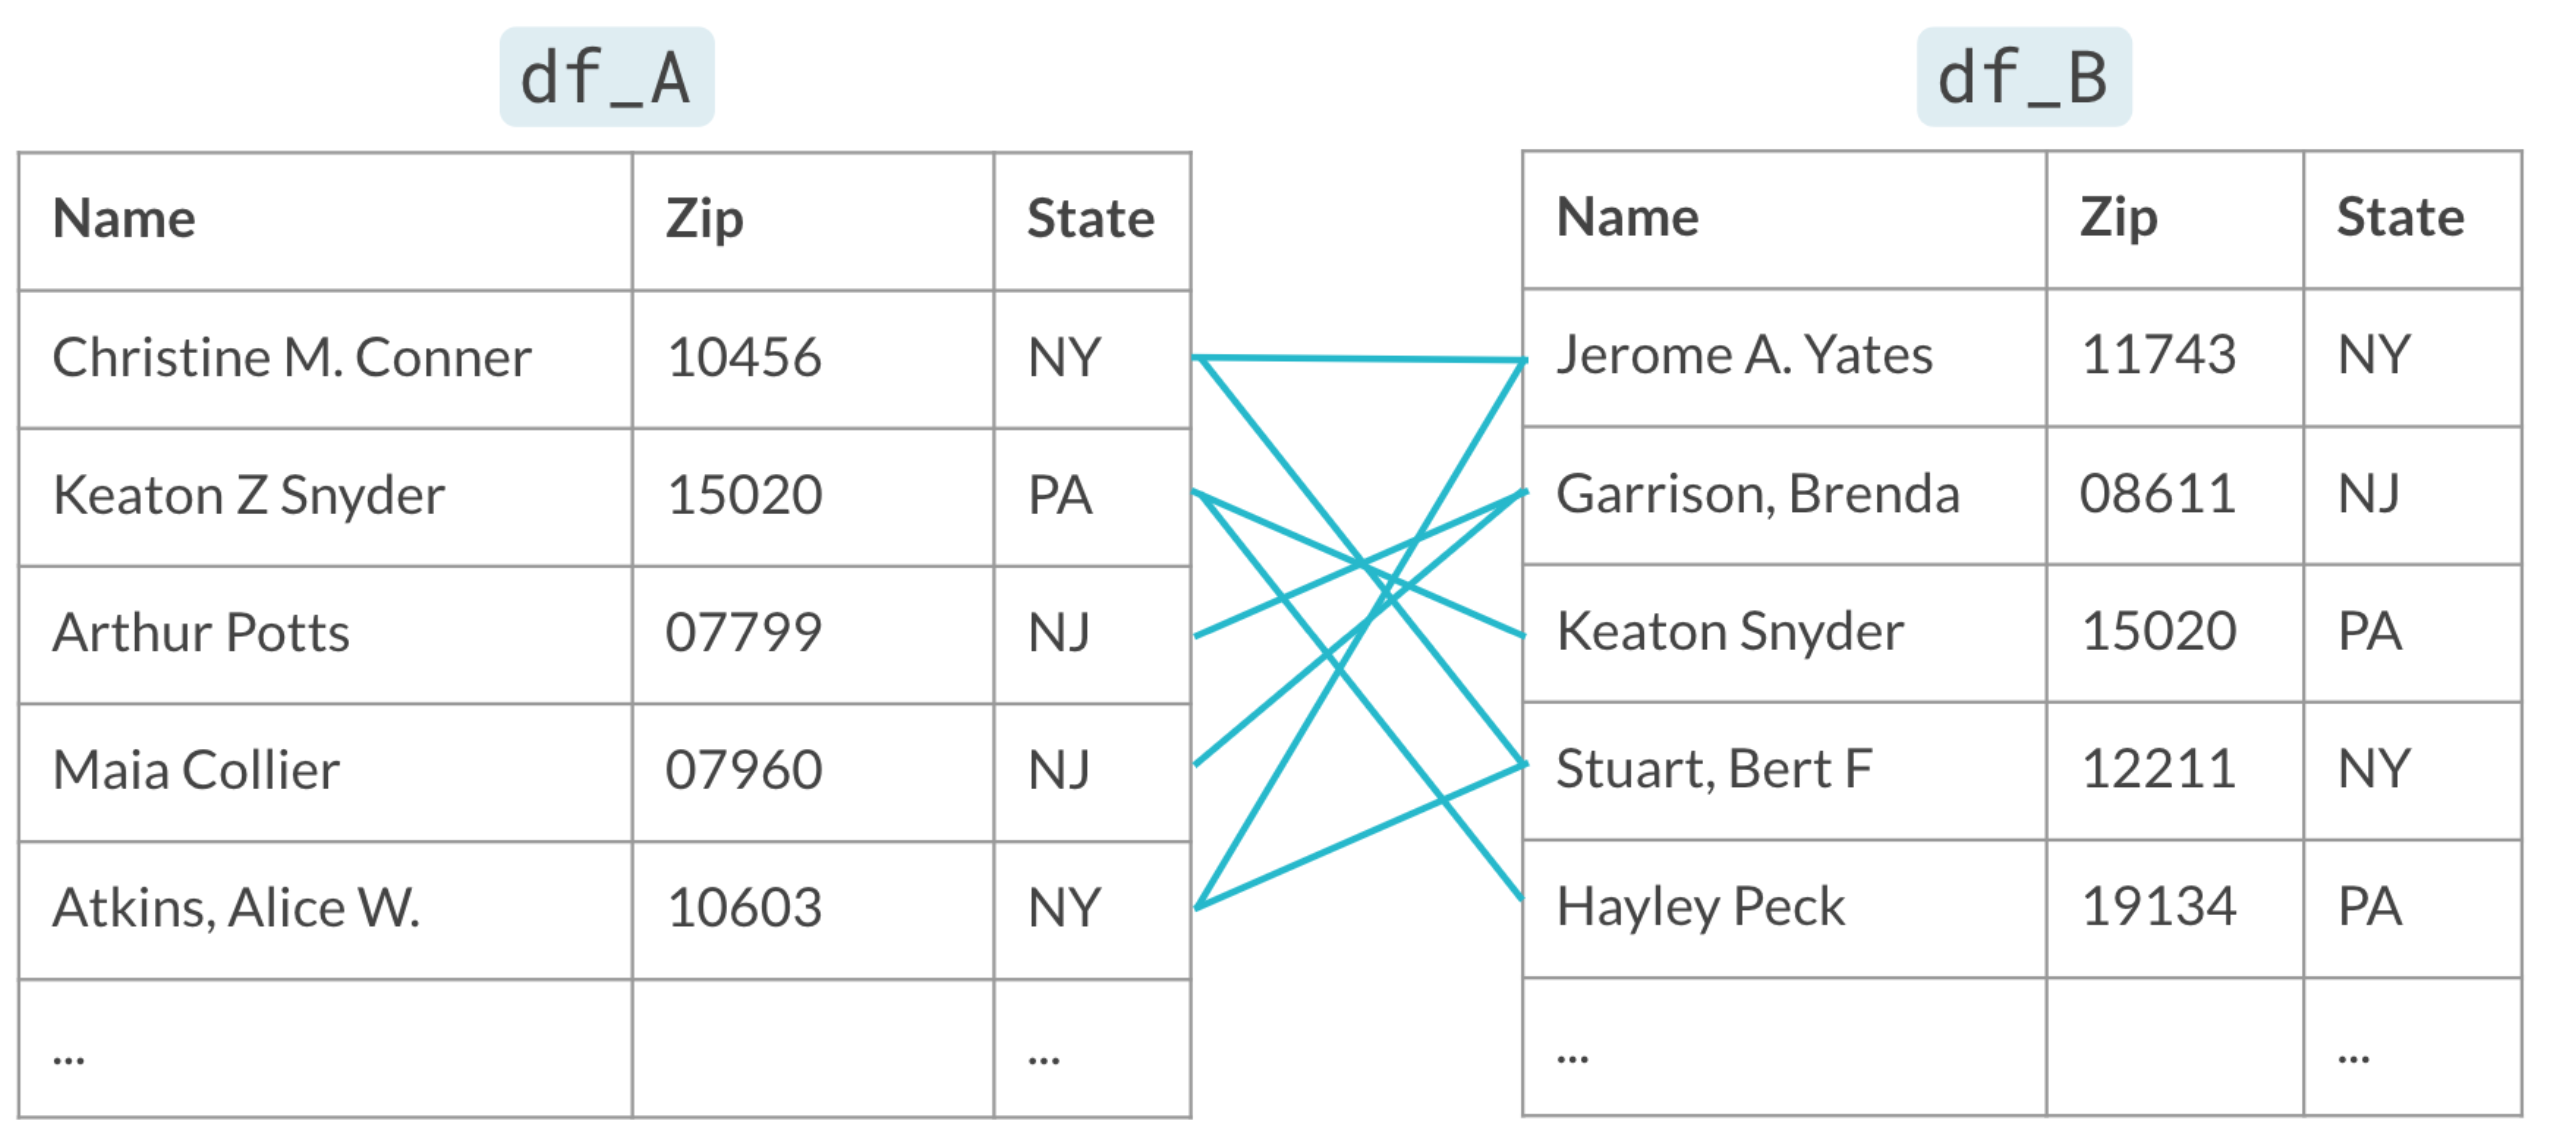 df_A
Name Zip State
Christine M. Conner 10456 NY
Keaton Z Snyder 15020 PA
Arthur Potts 07799 NJ
Maia Collier 07960 NJ
Atkins, Alice W. 10603 NY
... ...
df_B
Name Zip State
Jerome A. Yates 11743 NY
Garrison, Brenda 08611 NJ
Keaton Snyder 15020 PA
Stuart, Bert F 12211 NY
Hayley Peck 19134 PA
... ...